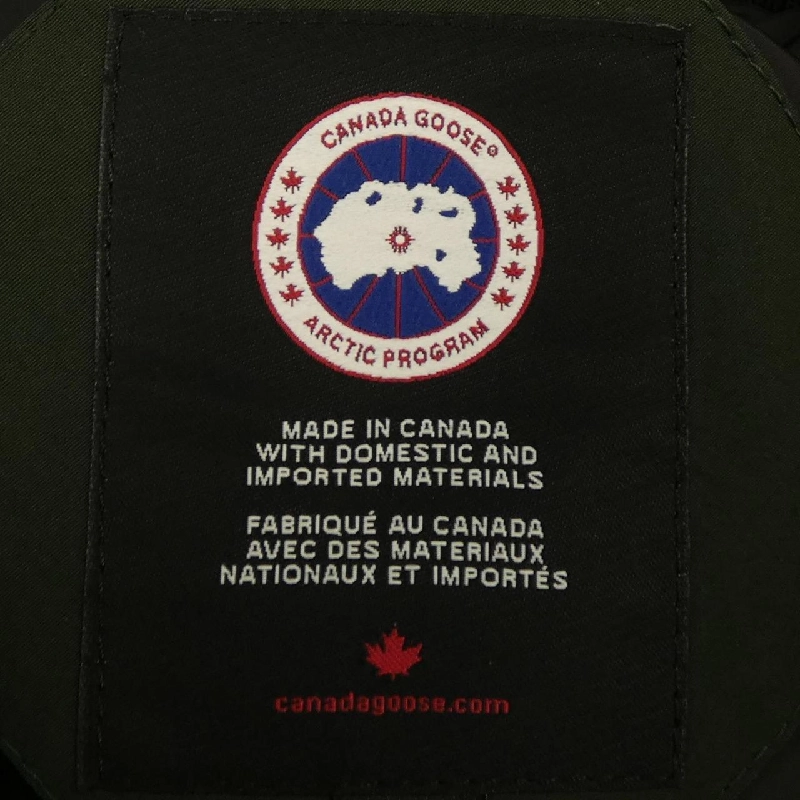 CANADA GOOSE®
ARCTIC PROGRAM
MADE IN CANADA
WITH DOMESTIC AND
IMPORTED MATERIALS
FABRIQUÉ AU CANADA
AVEC DES MATERIAUX
NATIONAUX ET IMPORTÉS
canadagoose.com